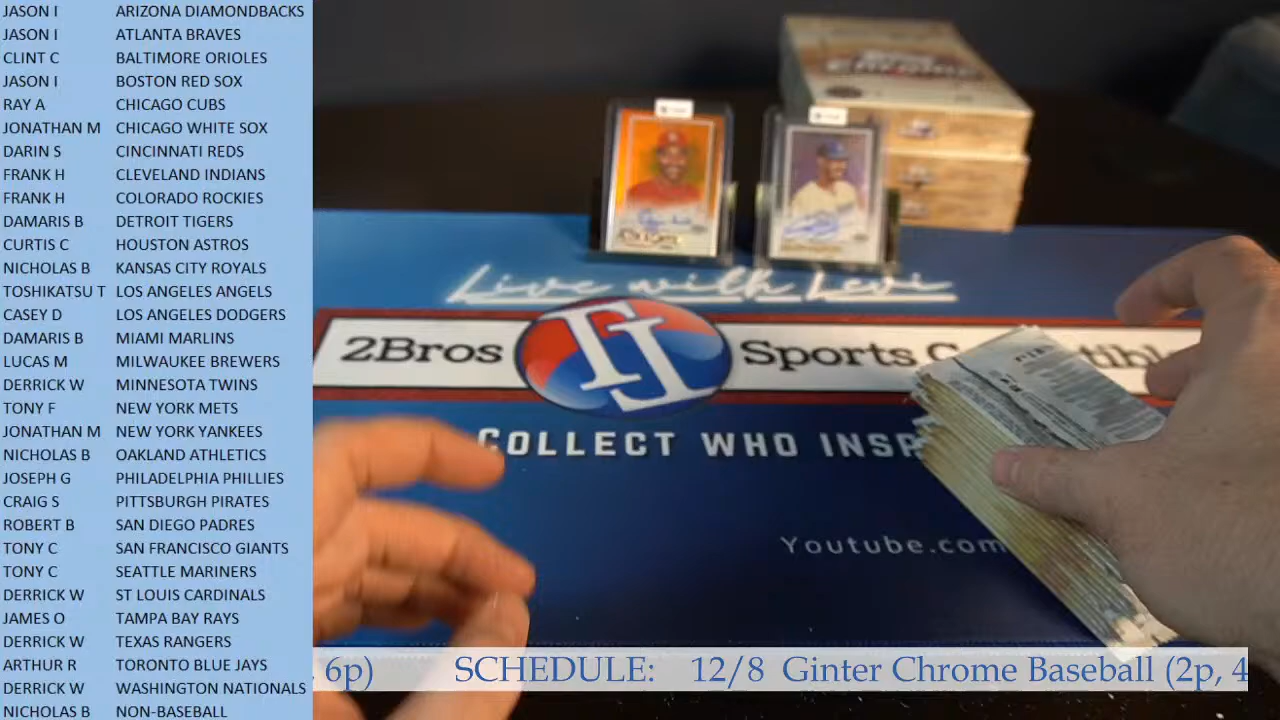 JASON I ARIZONA DIAMONDBACKS
JASON I ATLANTA BRAVES
CLINT C BALTIMORE ORIOLES
JASON I BOSTON RED SOX
RAY A CHICAGO CUBS
JONATHAN M CHICAGO WHITE SOX
DARIN S CINCINNATI REDS
FRANK H CLEVELAND INDIANS
FRANK H COLORADO ROCKIES
DAMARIS B DETROIT TIGERS
CURTIS C HOUSTON ASTROS
NICHOLAS B KANSAS CITY ROYALS
TOSHIKATSU T LOS ANGELES ANGELS
CASEY D LOS ANGELES DODGERS
DAMARIS B MIAMI MARLINS
LUCAS M MILWAUKEE BREWERS
DERRICK W MINNESOTA TWINS
TONY F NEW YORK METS
JONATHAN M NEW YORK YANKEES
NICHOLAS B OAKLAND ATHLETICS
JOSEPH G PHILADELPHIA PHILLIES
CRAIG S PITTSBURGH PIRATES
ROBERT B SAN DIEGO PADRES
TONY C SAN FRANCISCO GIANTS
TONY C SEATTLE MARINERS
DERRICK W ST LOUIS CARDINALS
JAMES O TAMPA BAY RAYS
DERRICK W TEXAS RANGERS
ARTHUR R TORONTO BLUE JAYS
DERRICK W WASHINGTON NATIONALS
NICHOLAS B NON-BASEBALL
Chrome
Live with Levi
2Bros Sports C
COLLECT WHO INSP
Youtube.com
6p) SCHEDULE: 12/8 Ginter Chrome Baseball (2p, 4